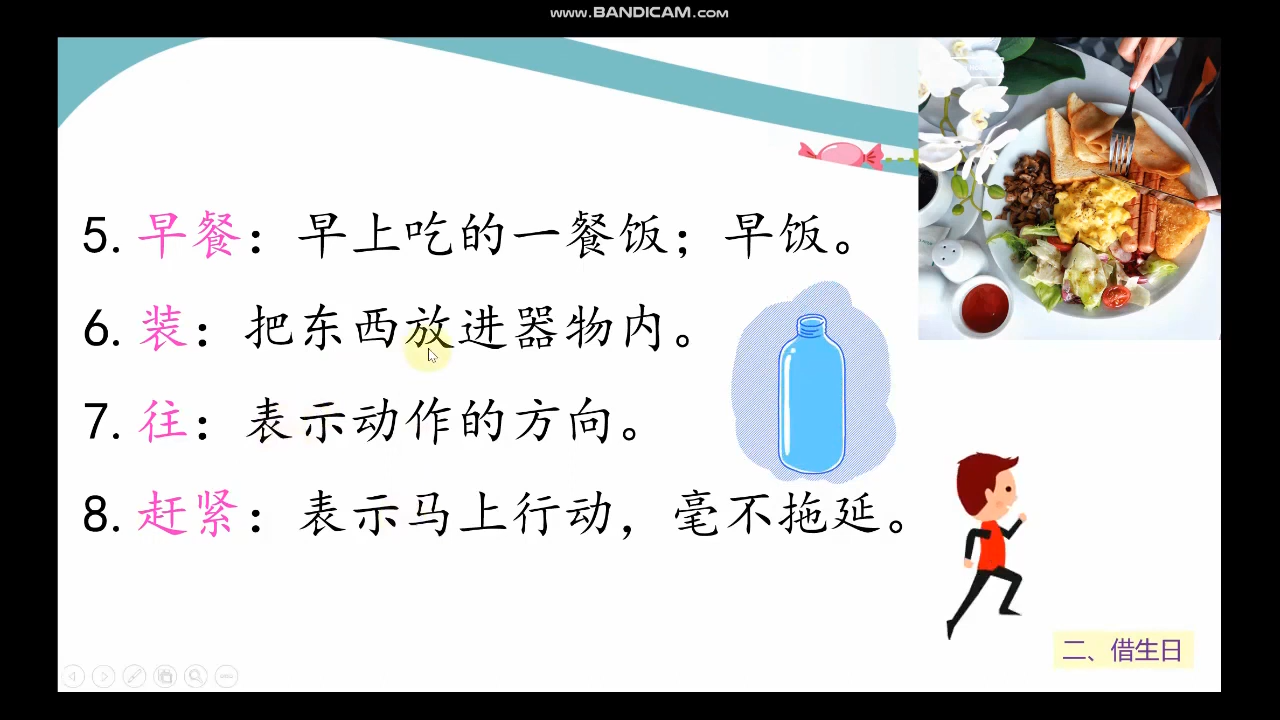 www.BANDICAM.com
5. 早餐：早上吃的一餐饭；早饭。
6. 装：把东西放进器物内。
7. 往：表示动作的方向。
8. 赶紧：表示马上行动，毫不拖延。
二、借生日